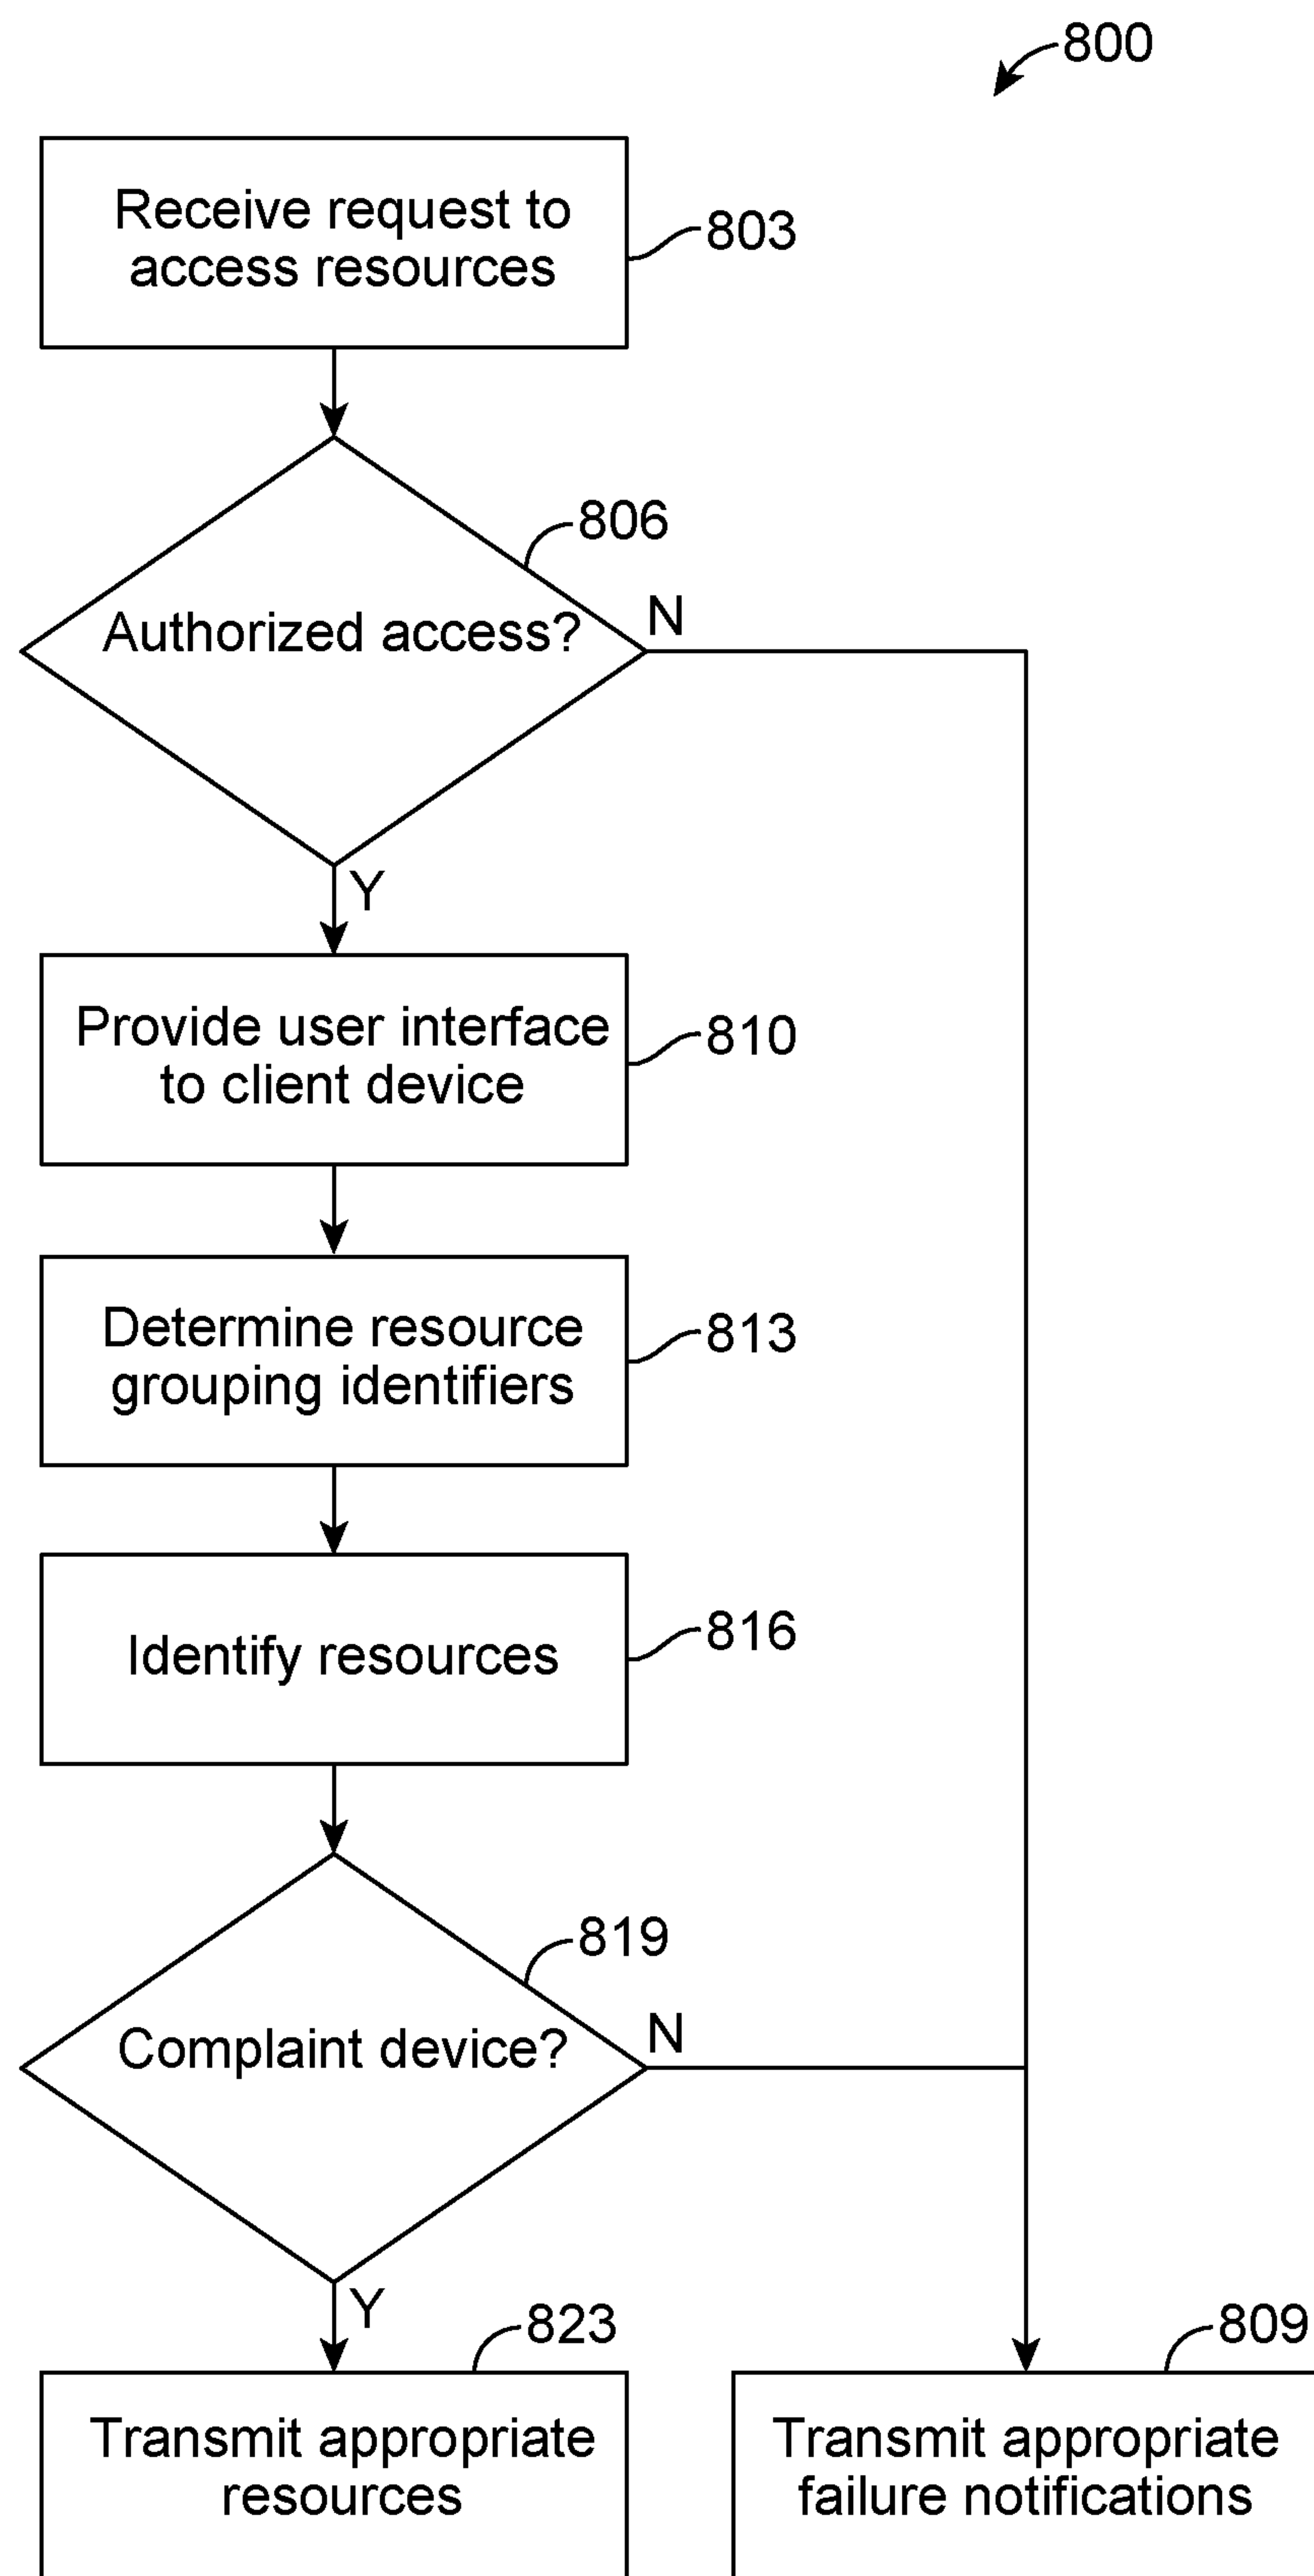 800
Receive request to
access resources
803
806
Authorized access?
N
Y
Provide user interface
to client device
810
Determine resource
grouping identifiers
813
Identify resources
816
819
Complaint device?
N
Y
823
809
Transmit appropriate
resources
Transmit appropriate
failure notifications